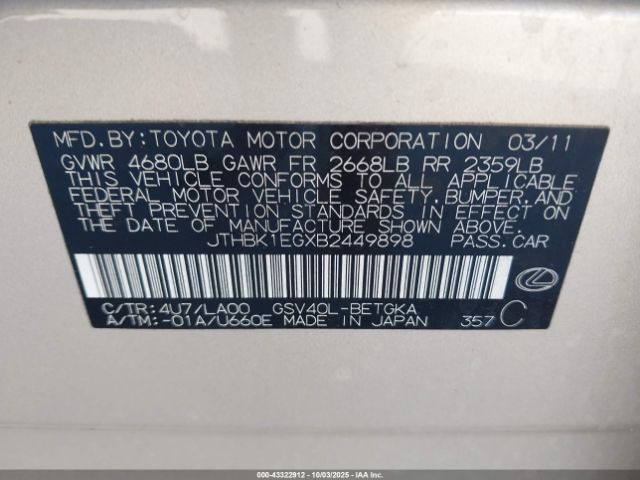 MFD.BY:TOYOTA MOTOR CORPORATION 03/11
GVWR 4680LB GAWR FR 2668LB RR 2359LB
THIS VEHICLE CONFORMS TO ALL APPLICABLE
FEDERAL MOTOR VEHICLE SAFETY,BUMPER,AND
THEFT PREVENTION STANDARDS IN EFFECT ON
THE DATE OF MANUFACTURE SHOWN ABOVE.
JTHBK1EGXB2449898 PASS.CAR
C/TR:4U7/LA00 GSV40L-BETGKA
A/TM:-01A/U660E MADE IN JAPAN 357 C
000-43322912 - 10/03/2025 - IAAI.CA